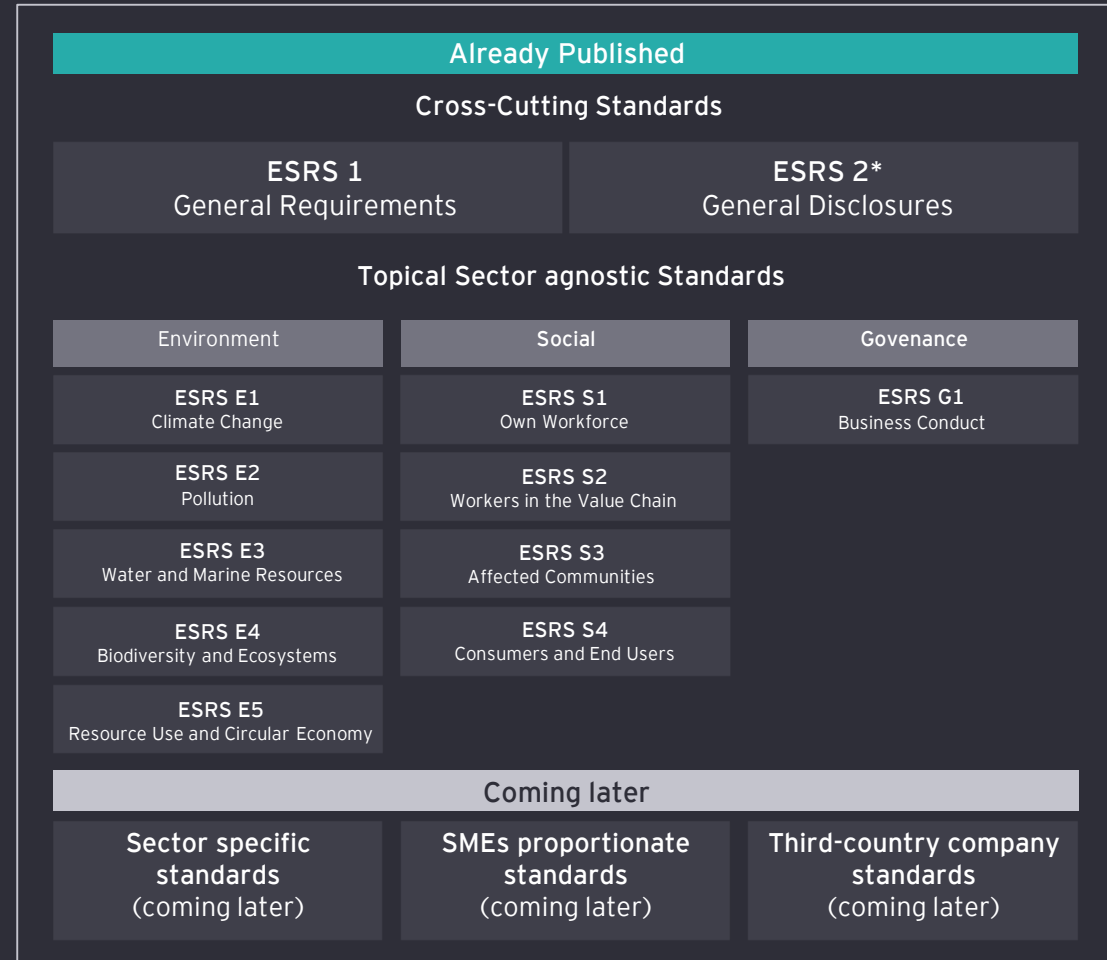 Already Published
Cross-Cutting Standards
ESRS 1
General Requirements
ESRS 2*
General Disclosures
Topical Sector agnostic Standards
Environment
Social
Govenance
ESRS E1
Climate Change
ESRS S1
Own Workforce
ESRS G1
Business Conduct
ESRS E2
Pollution
ESRS S2
Workers in the Value Chain
ESRS E3
Water and Marine Resources
ESRS S3
Affected Communities
ESRS E4
Biodiversity and Ecosystems
ESRS S4
Consumers and End Users
ESRS E5
Resource Use and Circular Economy
Coming later
Sector specific
standards
(coming later)
SMEs proportionate
standards
(coming later)
Third-country company
standards
(coming later)